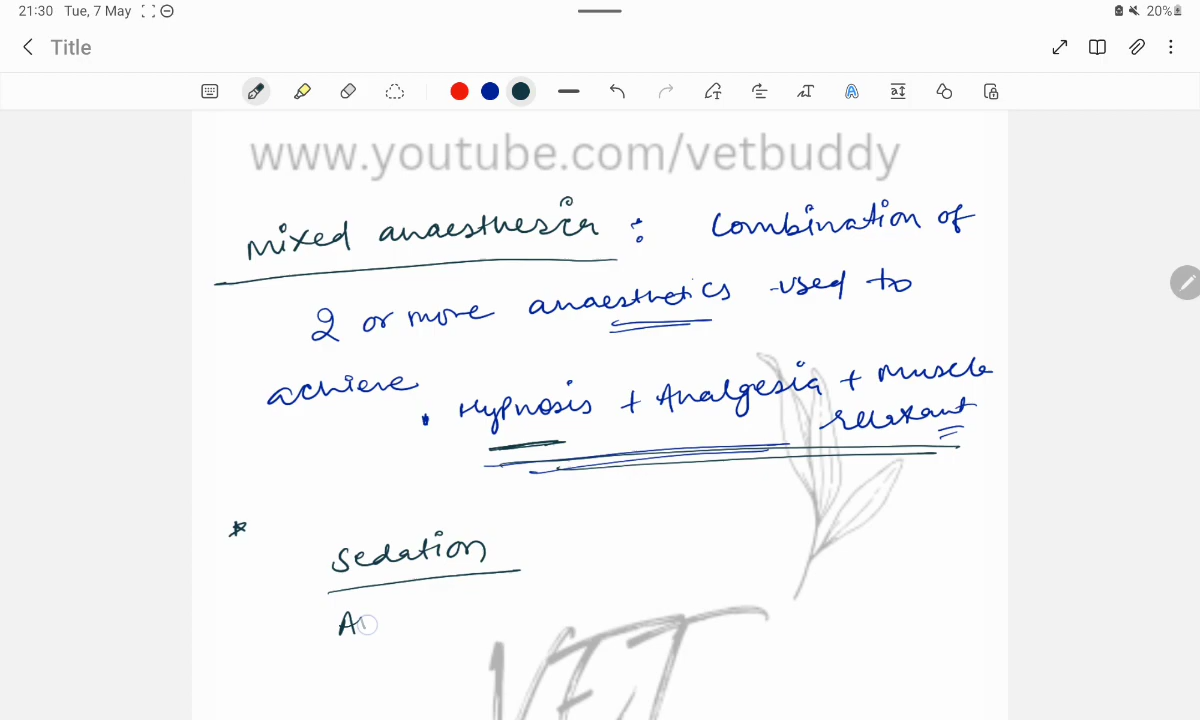 21:30 Tue, 7 May
20%
Title
www.youtube.com/vetbuddy
Mixed anaesthesia : Combination of
2 or more anaesthetics used to
achieve. Hypnosis + Analgesia + Muscle
relaxant
* Sedation
VET